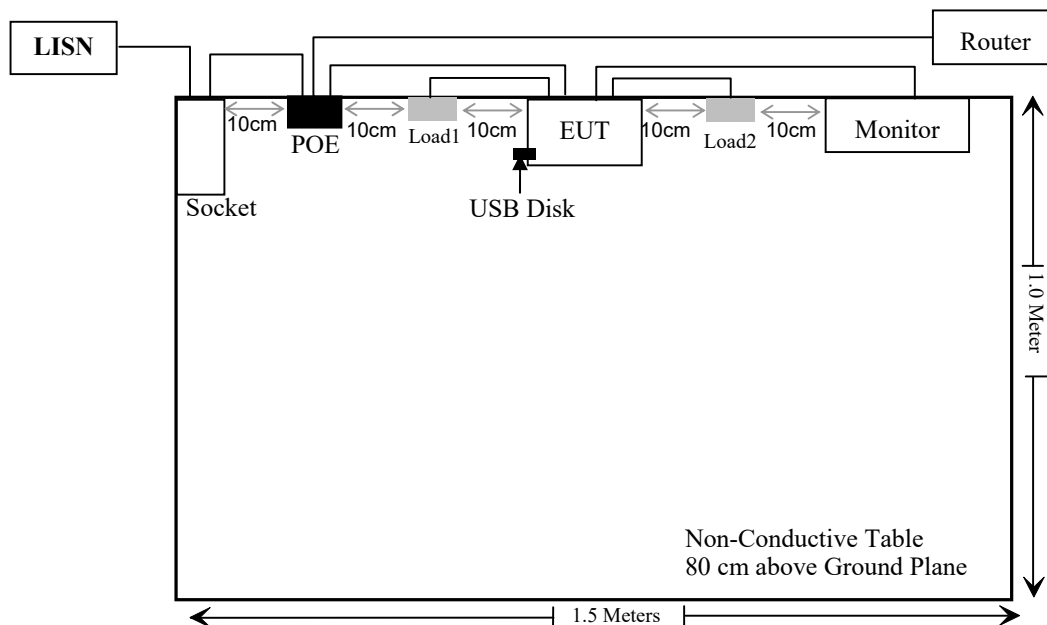 LISN
Router
10cm
POE
10cm
Load1
10cm
EUT
10cm
Load2
10cm
Monitor
Socket
USB Disk
1.0 Meter
Non-Conductive Table
80 cm above Ground Plane
1.5 Meters